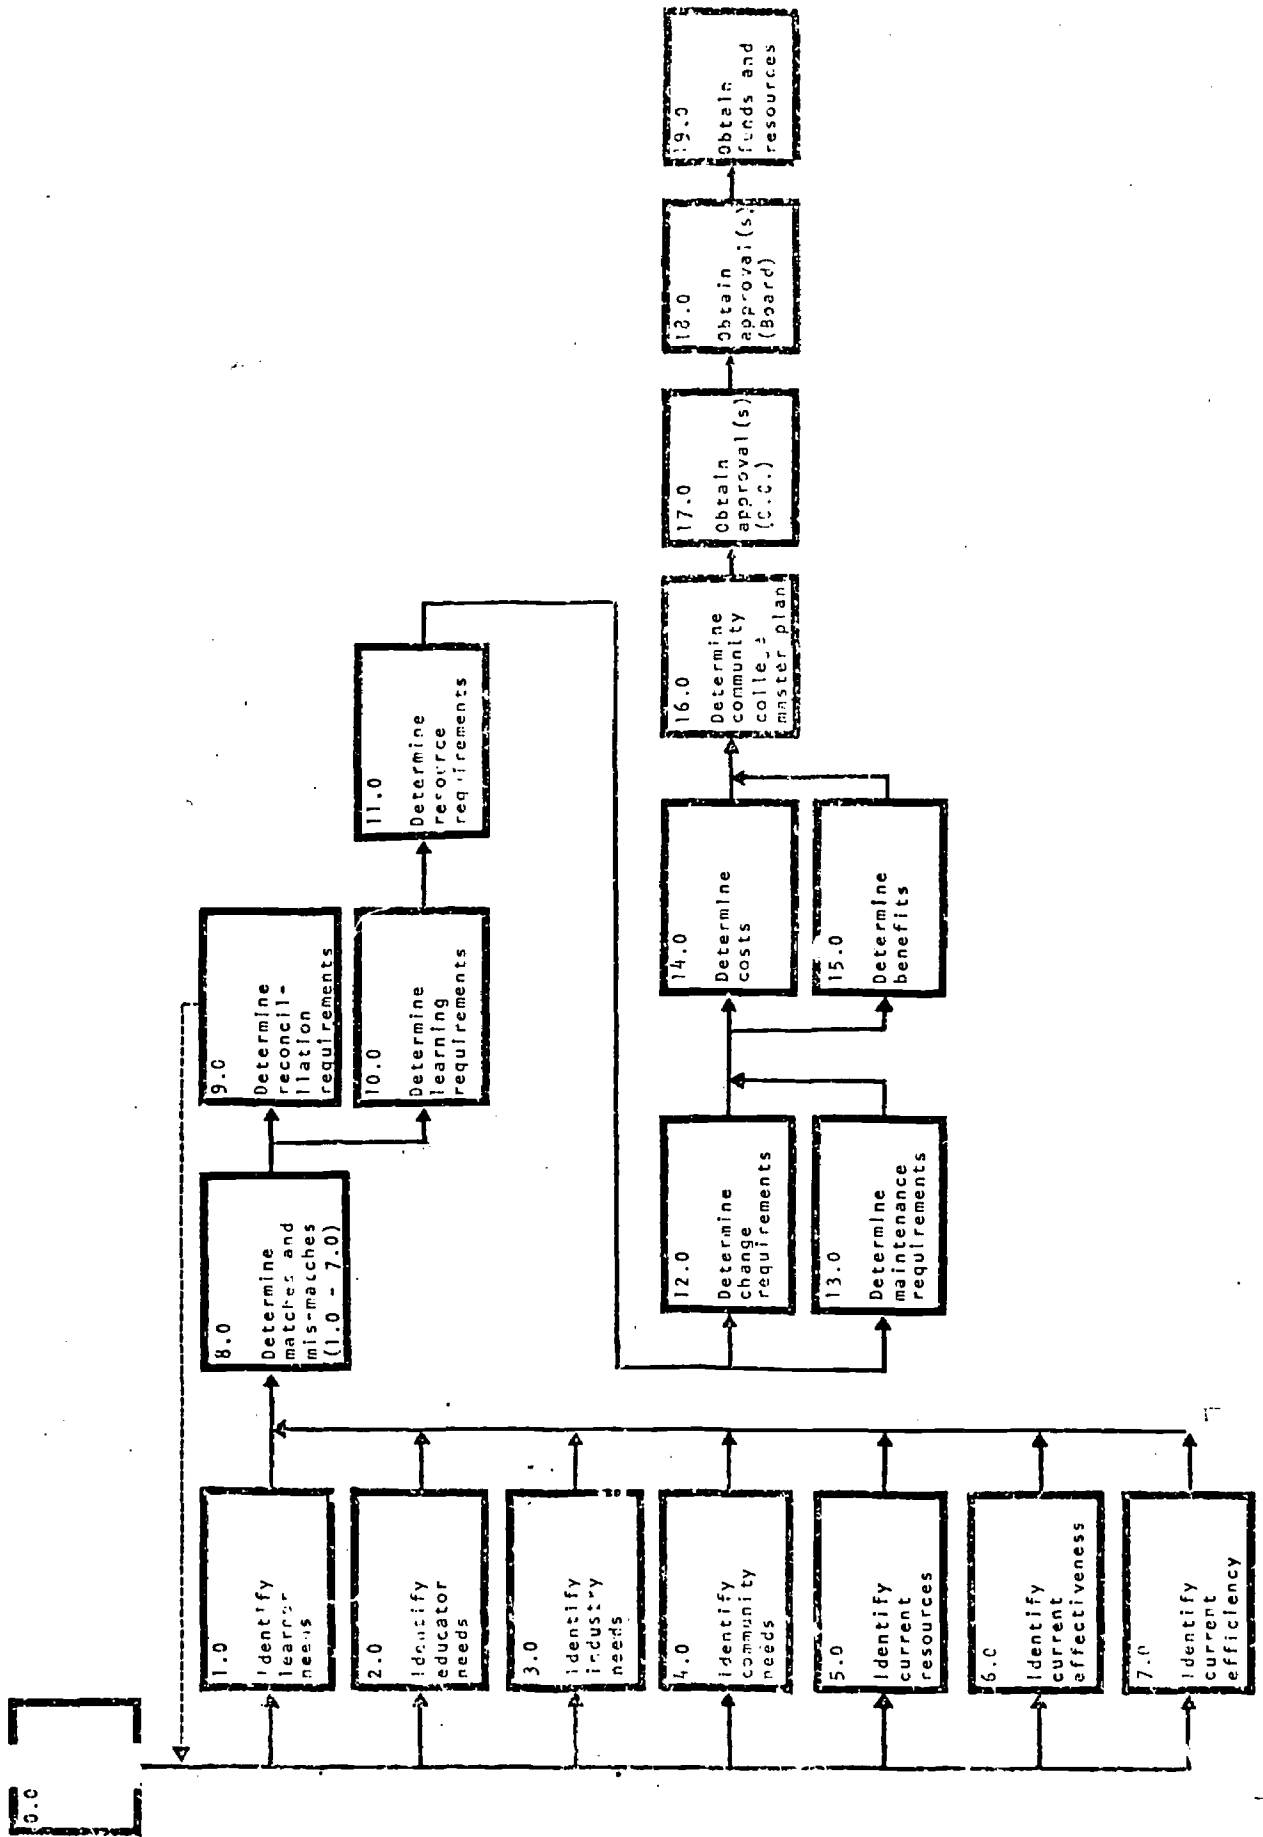 0.0
1.0
Identify
learner
needs
2.0
Identify
educator
needs
3.0
Identify
industry
needs
4.0
Identify
community
needs
5.0
Identify
current
resources
6.0
Identify
current
effectiveness
7.0
Identify
current
efficiency
8.0
Determine
matches and
mis-matches
(1.0 - 7.0)
9.0
Determine
reconcil-
liation
requirements
10.0
Determine
learning
requirements
11.0
Determine
resource
requirements
12.0
Determine
change
requirements
13.0
Determine
maintenance
requirements
14.0
Determine
costs
15.0
Determine
benefits
16.0
Determine
community
college
master plan
17.0
Obtain
approval(s)
(C.C.)
18.0
Obtain
approval(s)
(Board)
19.0
Obtain
funds and
resources